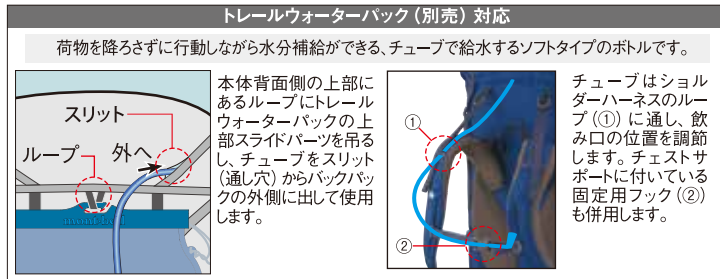 トレールウォーターパック（別売）対応
荷物を降ろさずに行動しながら水分補給ができる、チューブで給水するソフトタイプのボトルです。
スリット
ループ
外へ
本体背面側の上部に
あるループにトレール
ウォーターパックの上
部スライドパーツを吊る
し、チューブをスリット
（通し穴）からバックパッ
クの外側に出して使用
します。
①
②
チューブはショル
ダーハーネスのルー
プ（①）に通し、飲
み口の位置を調節
します。チェストサ
ポートに付いている
固定用フック（②）
も併用します。